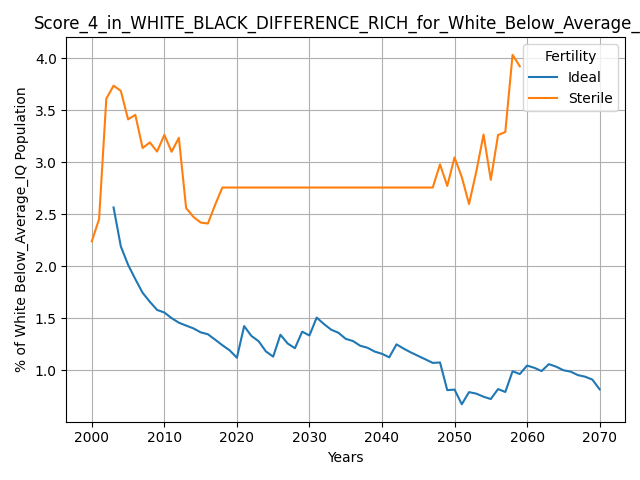 Score_4_in_WHITE_BLACK_DIFFERENCE_RICH_for_White_Below_Average_
Fertility
Ideal
Sterile
% of White Below_Average_IQ Population
4.0
3.5
3.0
2.5
2.0
1.5
1.0
2000 2010 2020 2030 2040 2050 2060 2070
Years